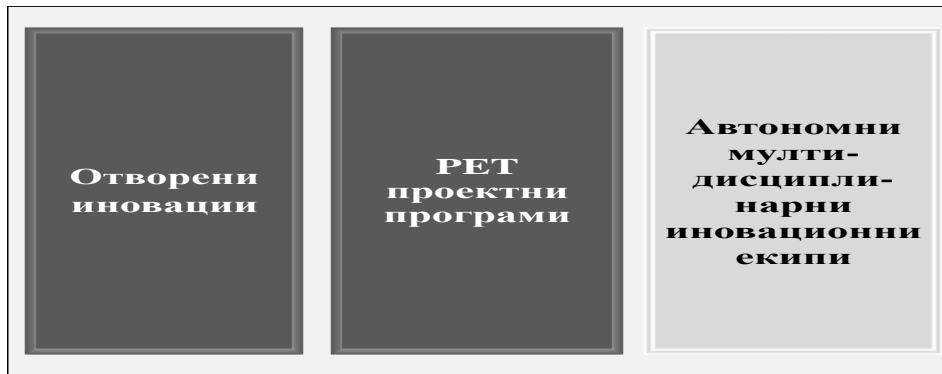 Отворени
иновации
РЕТ
проектни
програми
Автономни
мулти-
дисципли-
нарни
иновационни
екипи